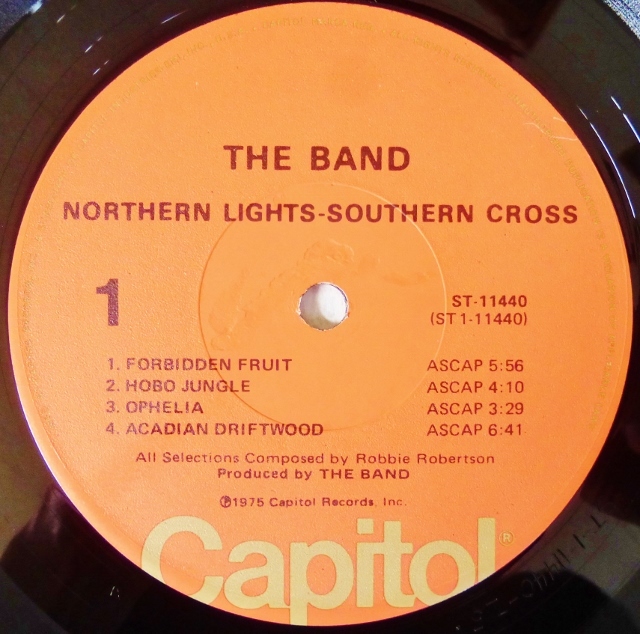 THE BAND
NORTHERN LIGHTS-SOUTHERN CROSS
1
ST-11440
(ST 1-11440)
1. FORBIDDEN FRUIT ASCAP 5:56
2. HOBO JUNGLE ASCAP 4:10
3. OPHELIA ASCAP 3:29
4. ACADIAN DRIFTWOOD ASCAP 6:41
All Selections Composed by Robbie Robertson
Produced by THE BAND
℗1975 Capitol Records, Inc.
Capitol®